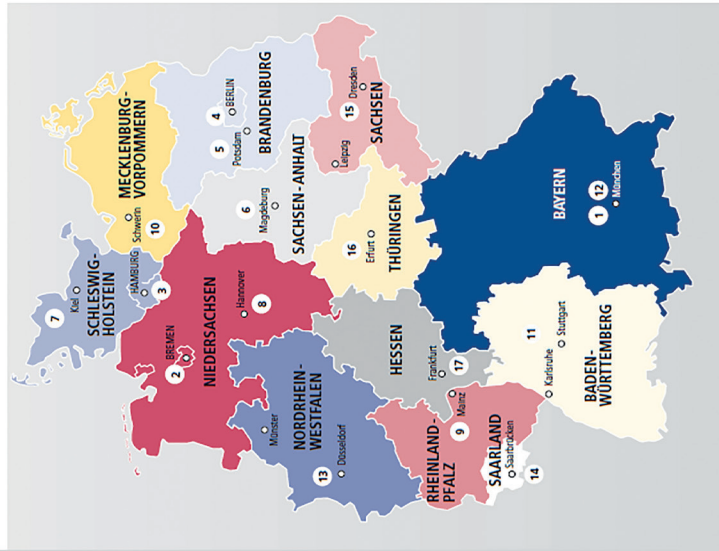 7
Kiel
SCHLESWIG-
HOLSTEIN
HAMBURG
3
MECKLENBURG-
VORPOMMERN
Schwerin
10
2
BREMEN
NIEDERSACHSEN
Hannover
8
4
BERLIN
5
Potsdam
BRANDENBURG
6
Magdeburg
SACHSEN-ANHALT
Münster
NORDRHEIN-
WESTFALEN
13
Düsseldorf
HESSEN
Frankfurt
17
16
Erfurt
THÜRINGEN
Leipzig
15
Dresden
SACHSEN
RHEINLAND-
PFALZ
9
Mainz
SAARLAND
Saarbrücken
14
11
Karlsruhe
Stuttgart
BADEN-
WÜRTTEMBERG
BAYERN
1
12
München